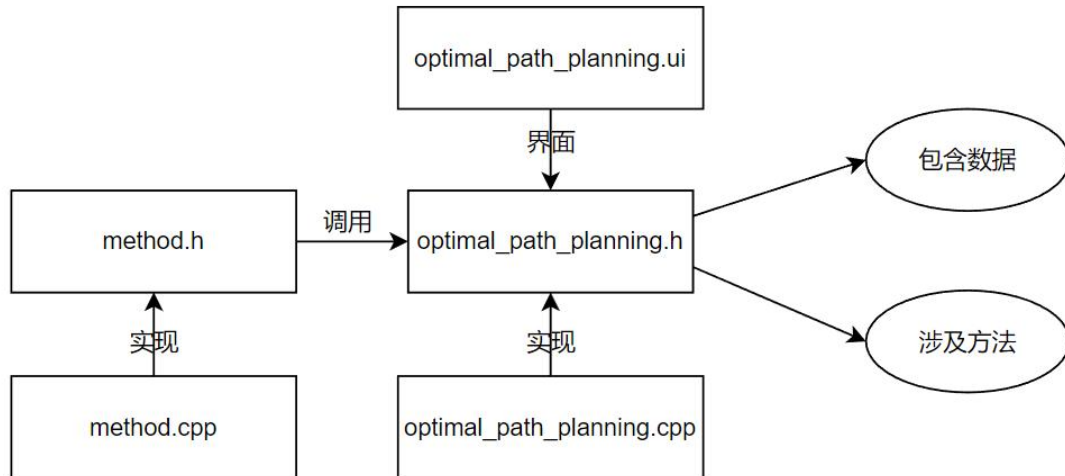 optimal_path_planning.ui
界面
包含数据
method.h
调用
optimal_path_planning.h
实现
实现
涉及方法
method.cpp
optimal_path_planning.cpp